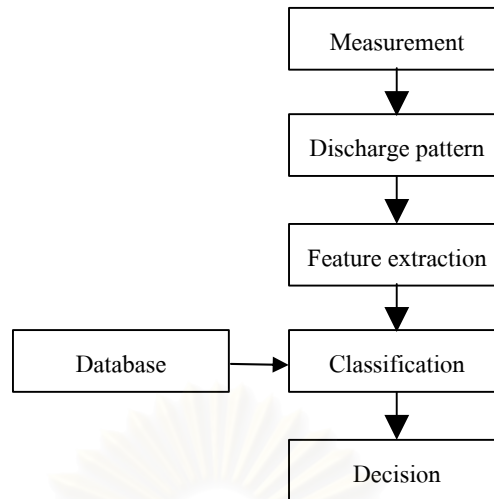 Measurement
Discharge pattern
Feature extraction
Database
Classification
Decision